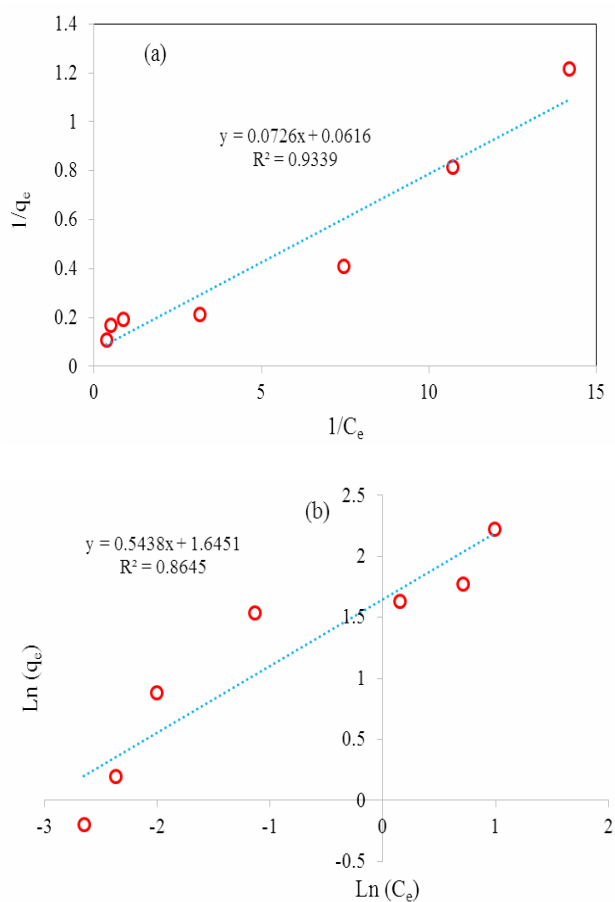 1.4
(a)
1.2
1
y = 0.0726x + 0.0616
R² = 0.9339
0.8
1/qe
0.6
0.4
0.2
0
0
5
10
15
1/Ce
2.5
(b)
y = 0.5438x + 1.6451
R² = 0.8645
2
1.5
Ln (qe)
1
0.5
0
-3
-2
-1
0
1
2
-0.5
Ln (Ce)